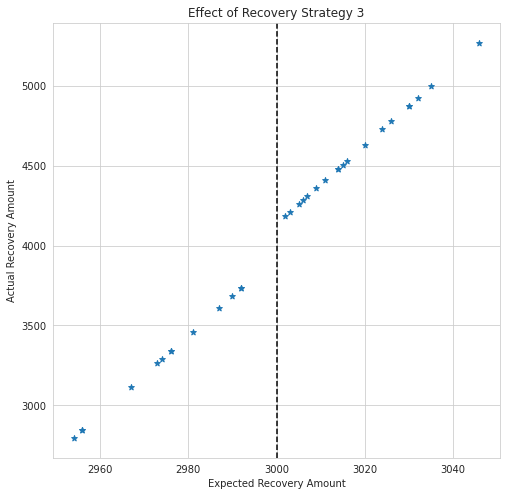 Effect of Recovery Strategy 3
Actual Recovery Amount
5000
4500
4000
3500
3000
2960 2980 3000 3020 3040
Expected Recovery Amount